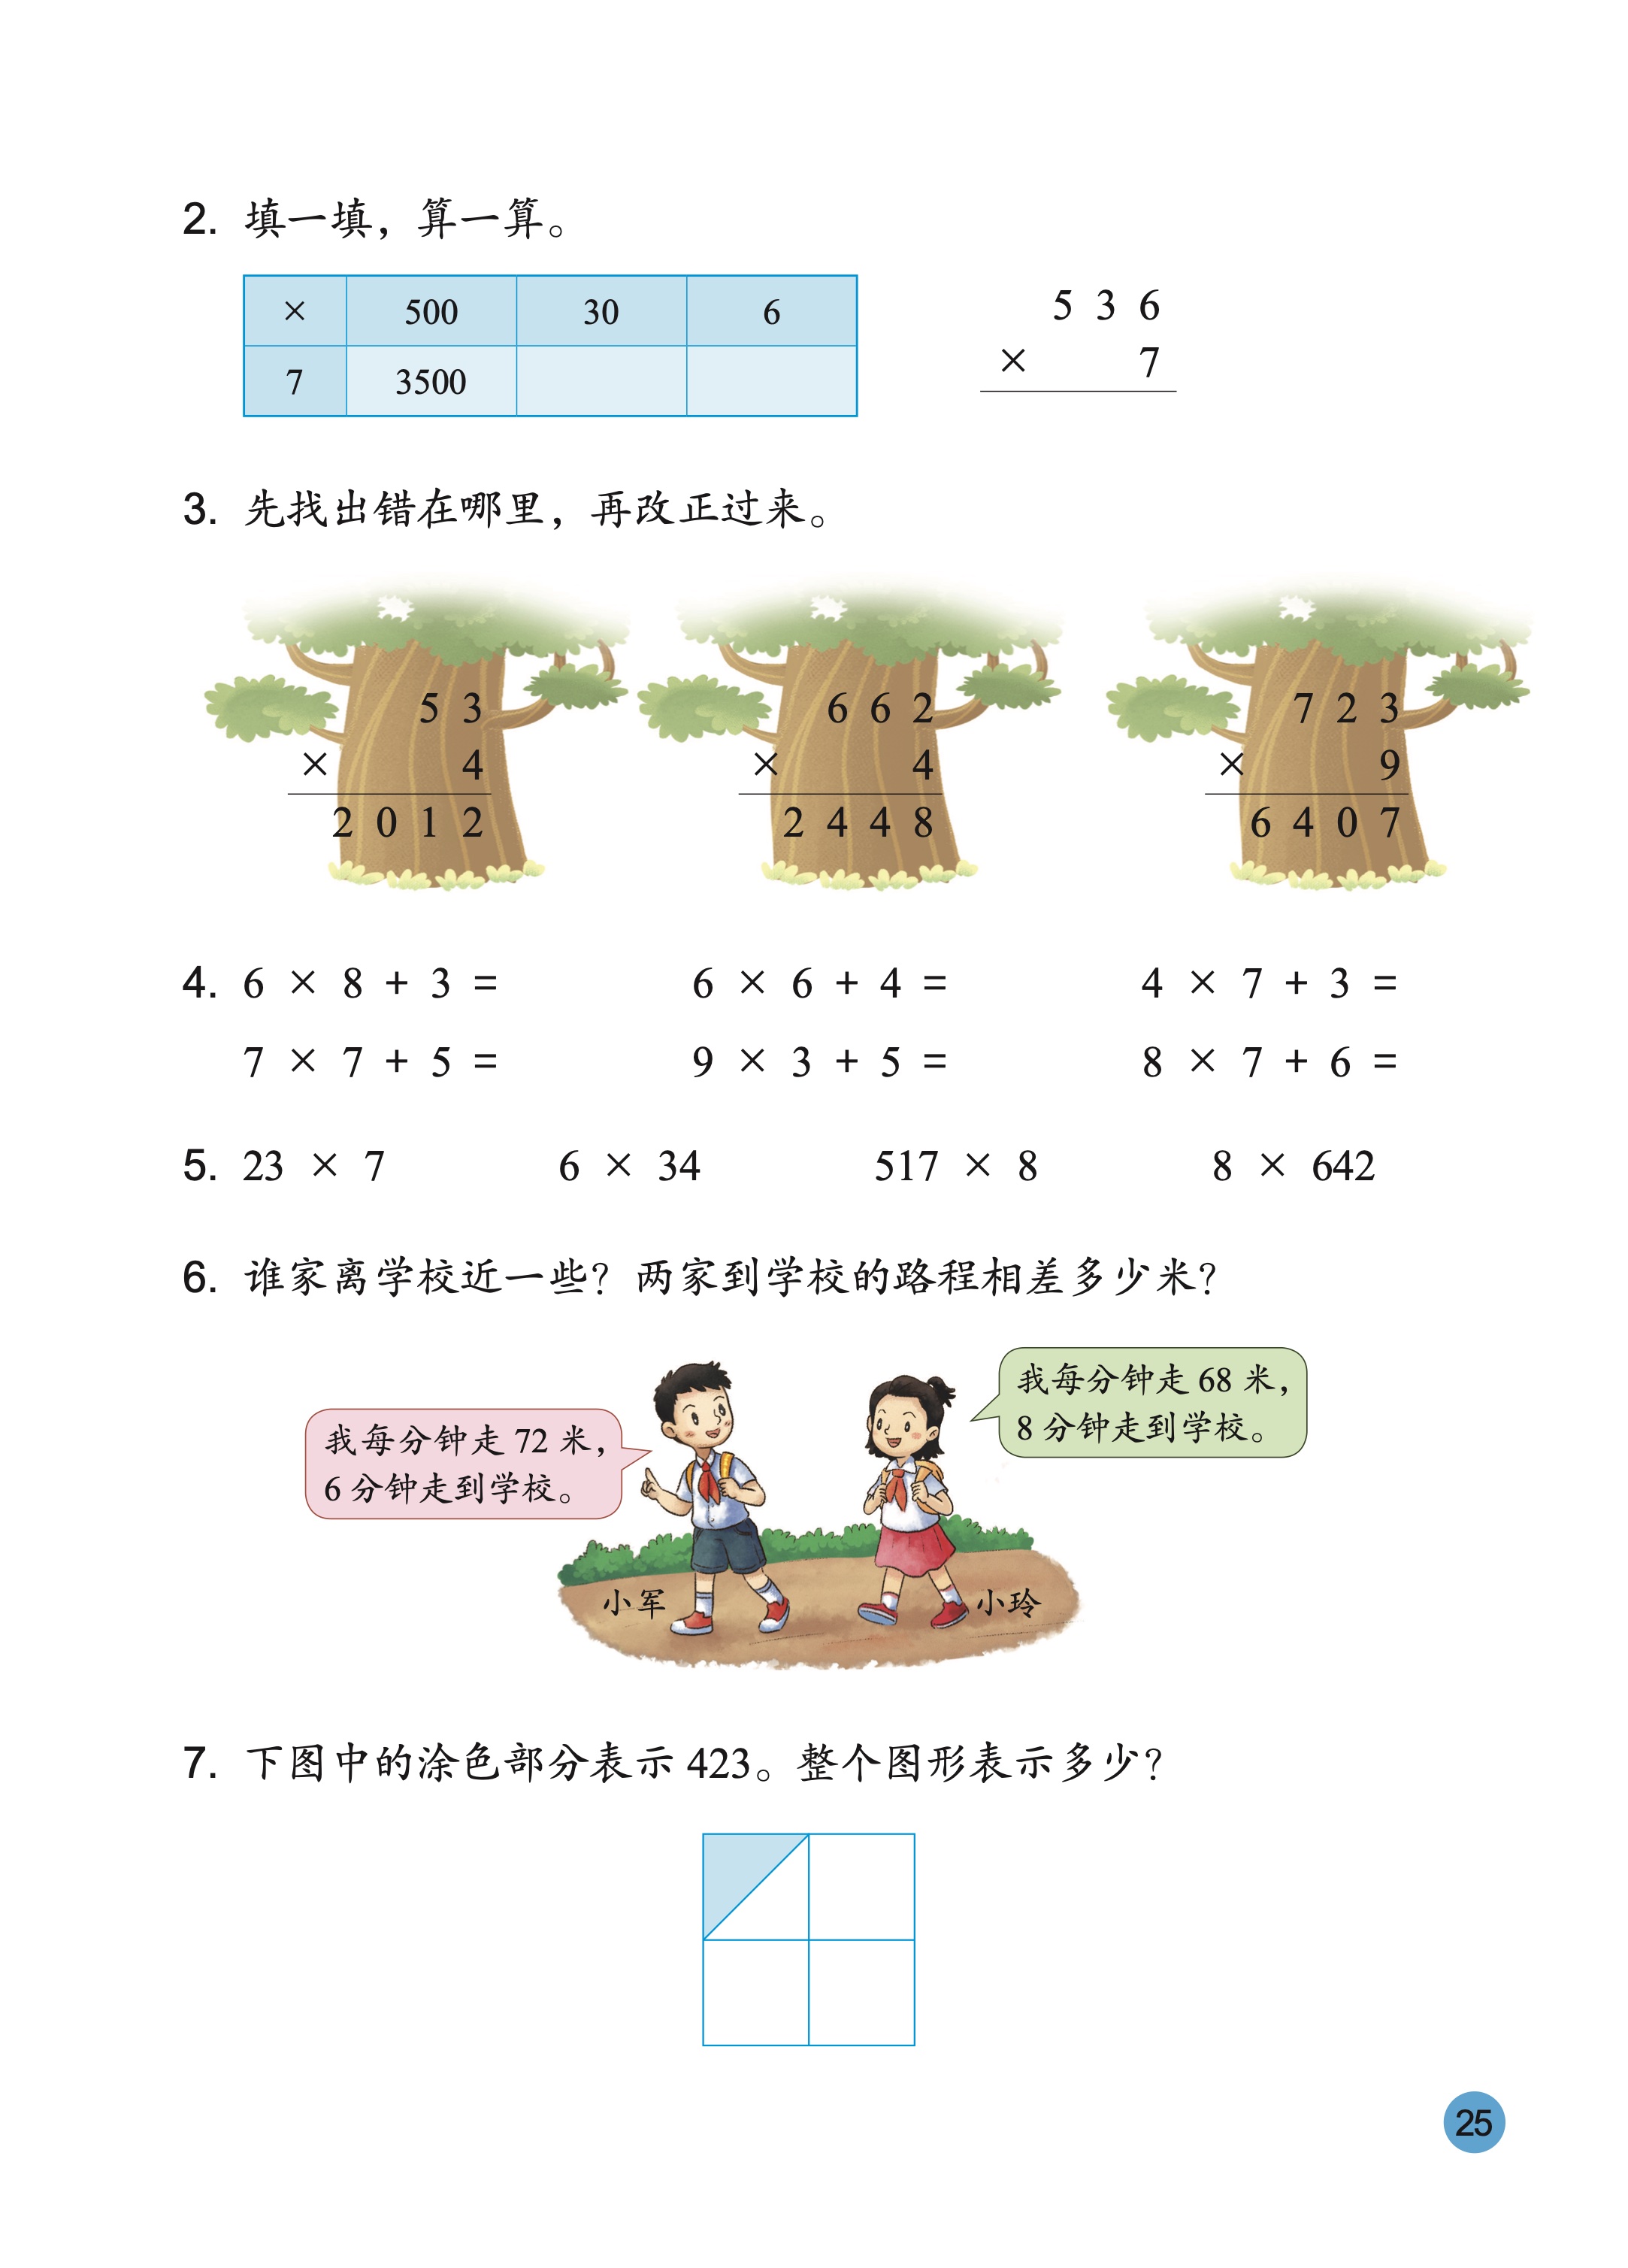 2. 填一填，算一算。
× 500 30 6
7 3500
5 3 6
× 7
3. 先找出错在哪里，再改正过来。
5 3
× 4
2 0 1 2
6 6 2
× 4
2 4 4 8
7 2 3
× 9
6 4 0 7
4. 6 × 8 + 3 = 6 × 6 + 4 = 4 × 7 + 3 =
7 × 7 + 5 = 9 × 3 + 5 = 8 × 7 + 6 =
5. 23 × 7 6 × 34 517 × 8 8 × 642
6. 谁家离学校近一些？两家到学校的路程相差多少米？
我每分钟走 72 米，
6 分钟走到学校。
我每分钟走 68 米，
8 分钟走到学校。
小军
小玲
7. 下图中的涂色部分表示 423。整个图形表示多少？
25